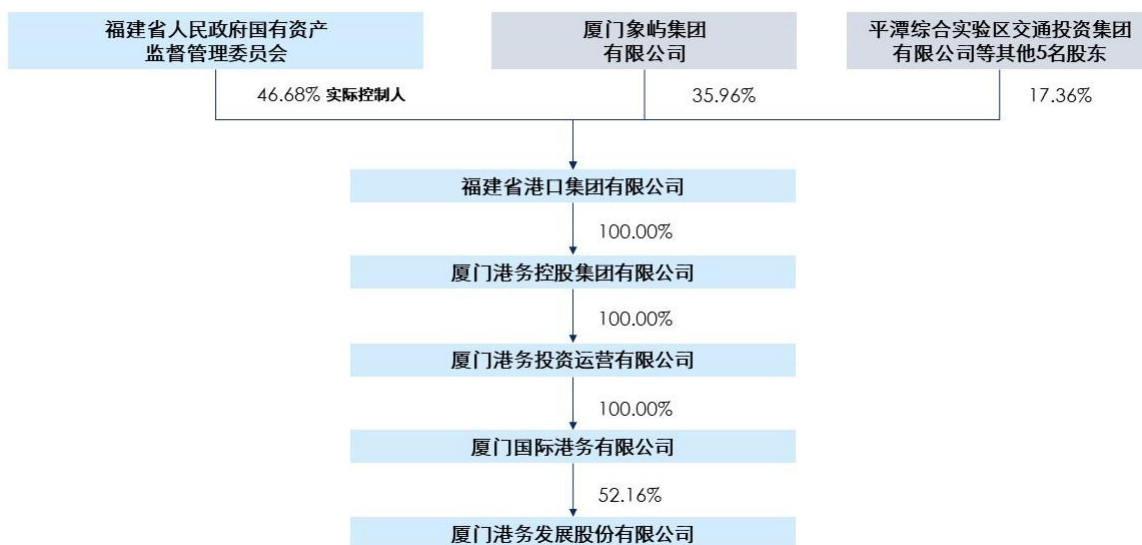 福建省人民政府国有资产
监督管理委员会
厦门象屿集团
有限公司
平潭综合实验区交通投资集团
有限公司等其他5名股东
46.68% 实际控制人
35.96%
17.36%
福建省港口集团有限公司
100.00%
厦门港务控股集团有限公司
100.00%
厦门港务投资运营有限公司
100.00%
厦门国际港务有限公司
52.16%
厦门港务发展股份有限公司